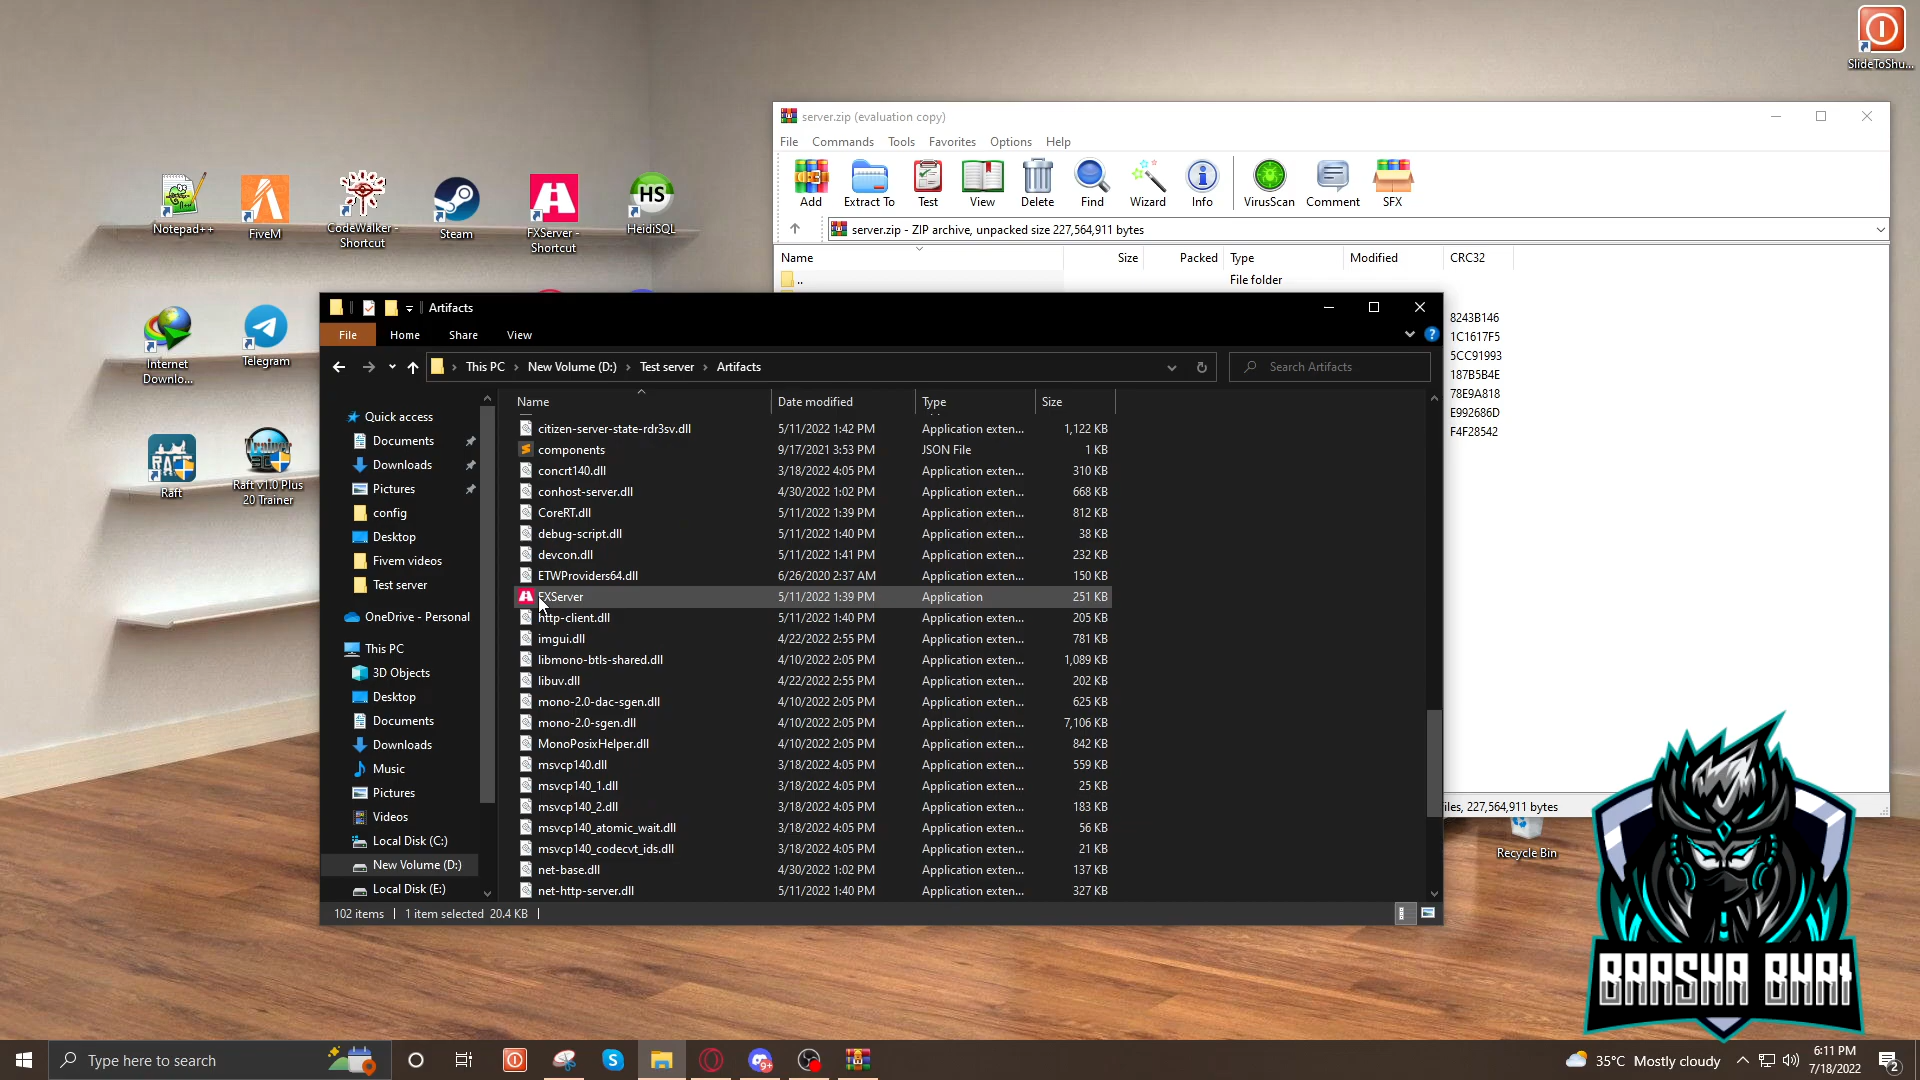 SlideToShu...
Notepad++
FiveM
CodeWalker - Shortcut
Steam
FXServer - Shortcut
HS
HeidiSQL
Internet Downlo...
Telegram
RAFT
Raft
Raft v1.0 Plus 20 Trainer
server.zip (evaluation copy)
File Commands Tools Favorites Options Help
Add Extract To Test View Delete Find Wizard Info VirusScan Comment SFX
server.zip - ZIP archive, unpacked size 227,564,911 bytes
Name Size Packed Type Modified CRC32
.. File folder
8243B146
1C1617F5
5CC91993
187B5B4E
78E9A818
E992686D
F4F28542
iles, 227,564,911 bytes
Artifacts
File Home Share View
This PC New Volume (D:) Test server Artifacts
Search Artifacts
Quick access
Documents
Downloads
Pictures
config
Desktop
Fivem videos
Test server
OneDrive - Personal
This PC
3D Objects
Desktop
Documents
Downloads
Music
Pictures
Videos
Local Disk (C:)
New Volume (D:)
Local Disk (E:)
Name Date modified Type Size
citizen-server-state-rdr3sv.dll 5/11/2022 1:42 PM Application exten... 1,122 KB
components 9/17/2021 3:53 PM JSON File 1 KB
concrt140.dll 3/18/2022 4:05 PM Application exten... 310 KB
conhost-server.dll 4/30/2022 1:02 PM Application exten... 668 KB
CoreRT.dll 5/11/2022 1:39 PM Application exten... 812 KB
debug-script.dll 5/11/2022 1:40 PM Application exten... 38 KB
devcon.dll 5/11/2022 1:41 PM Application exten... 232 KB
ETWProviders64.dll 6/26/2020 2:37 AM Application exten... 150 KB
FXServer 5/11/2022 1:39 PM Application 251 KB
http-client.dll 5/11/2022 1:40 PM Application exten... 205 KB
imgui.dll 4/22/2022 2:55 PM Application exten... 781 KB
libmono-btls-shared.dll 4/10/2022 2:05 PM Application exten... 1,089 KB
libuv.dll 4/22/2022 2:55 PM Application exten... 202 KB
mono-2.0-dac-sgen.dll 4/10/2022 2:05 PM Application exten... 625 KB
mono-2.0-sgen.dll 4/10/2022 2:05 PM Application exten... 7,106 KB
MonoPosixHelper.dll 4/10/2022 2:05 PM Application exten... 842 KB
msvcp140.dll 3/18/2022 4:05 PM Application exten... 559 KB
msvcp140_1.dll 3/18/2022 4:05 PM Application exten... 25 KB
msvcp140_2.dll 3/18/2022 4:05 PM Application exten... 183 KB
msvcp140_atomic_wait.dll 3/18/2022 4:05 PM Application exten... 56 KB
msvcp140_codecvt_ids.dll 3/18/2022 4:05 PM Application exten... 21 KB
net-base.dll 4/30/2022 1:02 PM Application exten... 137 KB
net-http-server.dll 5/11/2022 1:40 PM Application exten... 327 KB
102 items 1 item selected 20.4 KB
Recycle Bin
BAASHA BHAI
Type here to search
9+
35°C Mostly cloudy
6:11 PM
7/18/2022
2